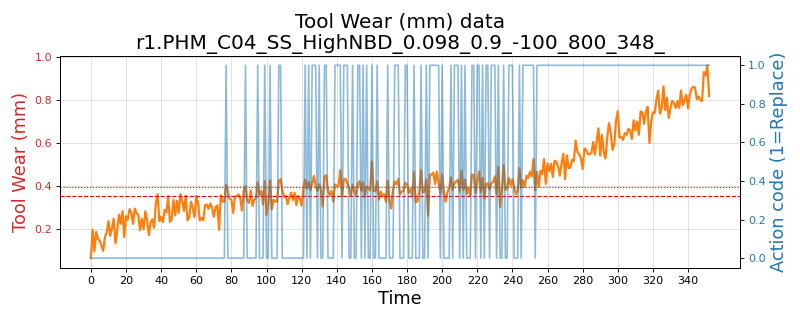 Tool Wear (mm) data
r1.PHM_C04_SS_HighNBD_0.098_0.9_-100_800_348_
Tool Wear (mm)
1.0
0.8
0.6
0.4
0.2
1.0
0.8
0.6
0.4
0.2
0.0
Action code (1=Replace)
0 20 40 60 80 100 120 140 160 180 200 220 240 260 280 300 320 340
Time